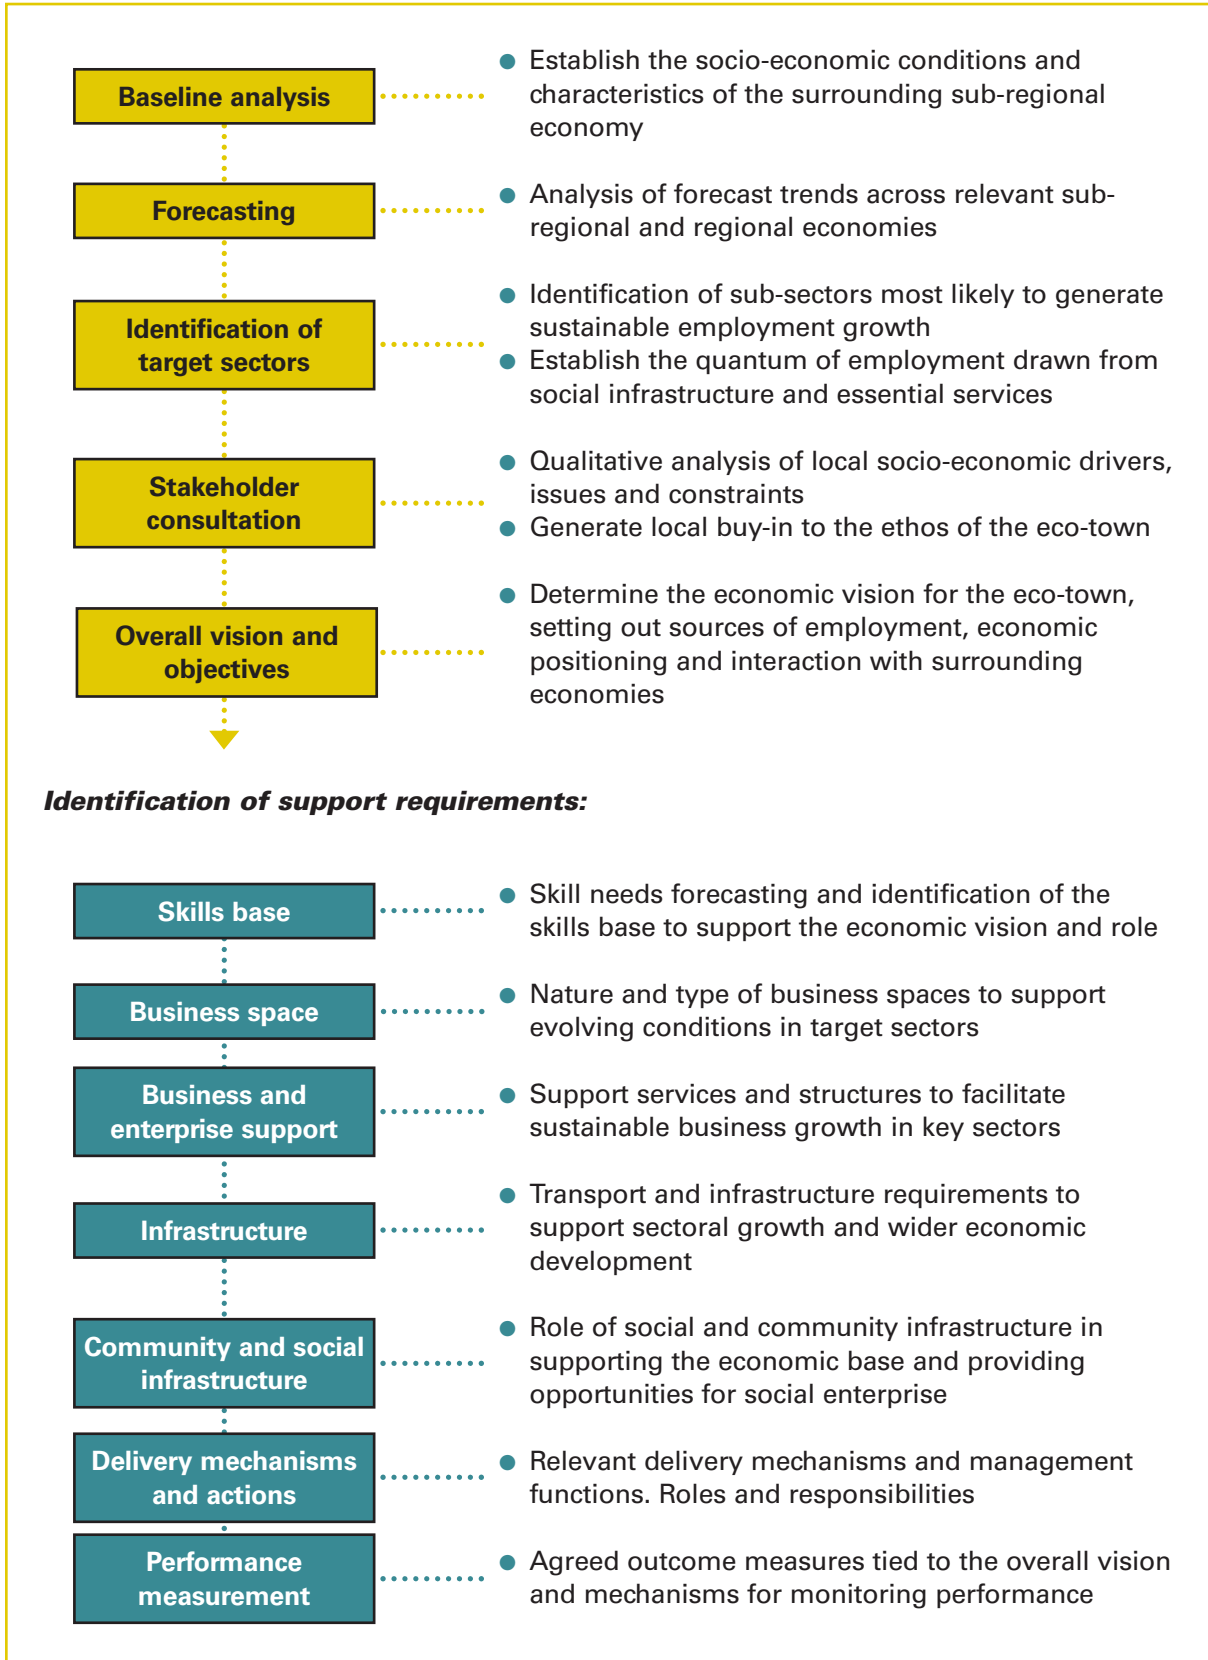 Baseline analysis
● Establish the socio-economic conditions and
characteristics of the surrounding sub-regional
economy
Forecasting
● Analysis of forecast trends across relevant sub-
regional and regional economies
Identification of
target sectors
● Identification of sub-sectors most likely to generate
sustainable employment growth
● Establish the quantum of employment drawn from
social infrastructure and essential services
Stakeholder
consultation
● Qualitative analysis of local socio-economic drivers,
issues and constraints
● Generate local buy-in to the ethos of the eco-town
Overall vision and
objectives
● Determine the economic vision for the eco-town,
setting out sources of employment, economic
positioning and interaction with surrounding
economies
Identification of support requirements:
Skills base
● Skill needs forecasting and identification of the
skills base to support the economic vision and role
Business space
● Nature and type of business spaces to support
evolving conditions in target sectors
Business and
enterprise support
● Support services and structures to facilitate
sustainable business growth in key sectors
Infrastructure
● Transport and infrastructure requirements to
support sectoral growth and wider economic
development
Community and social
infrastructure
● Role of social and community infrastructure in
supporting the economic base and providing
opportunities for social enterprise
Delivery mechanisms
and actions
● Relevant delivery mechanisms and management
functions. Roles and responsibilities
Performance
measurement
● Agreed outcome measures tied to the overall vision
and mechanisms for monitoring performance